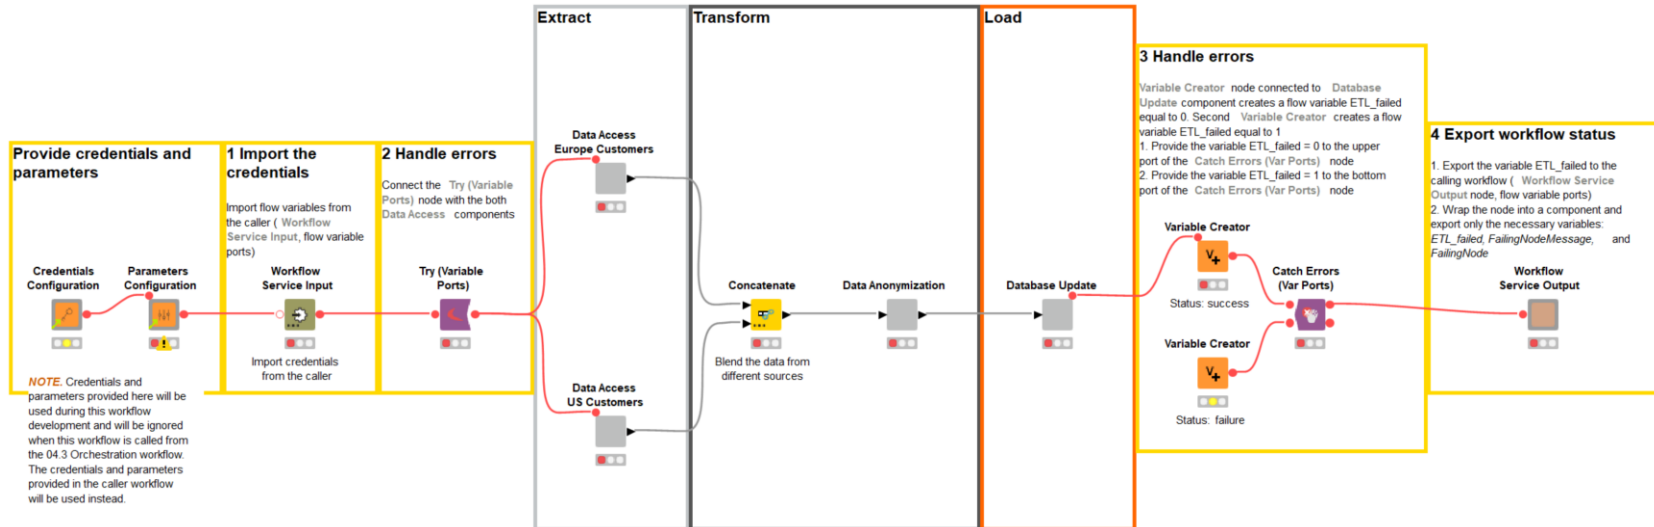 Extract
Transform
Load
Provide credentials and
parameters
Credentials
Configuration
Parameters
Configuration
NOTE. Credentials and
parameters provided here will be
used during this workflow
development and will be ignored
when this workflow is called from
the 04.3 Orchestration workflow.
The credentials and parameters
provided in the caller workflow
will be used instead.
1 Import the
credentials
Import flow variables from
the caller ( Workflow
Service Input, flow variable
ports)
Workflow
Service Input
Import credentials
from the caller
2 Handle errors
Connect the Try (Variable
Ports) node with the both
Data Access components
Try (Variable
Ports)
Data Access
Europe Customers
Data Access
US Customers
Concatenate
Blend the data from
different sources
Data Anonymization
Database Update
3 Handle errors
Variable Creator node connected to Database
Update component creates a flow variable ETL_failed
equal to 0. Second Variable Creator creates a flow
variable ETL_failed equal to 1
1. Provide the variable ETL_failed = 0 to the upper
port of the Catch Errors (Var Ports) node
2. Provide the variable ETL_failed = 1 to the bottom
port of the Catch Errors (Var Ports) node
Variable Creator
V+
Status: success
Variable Creator
V+
Status: failure
Catch Errors
(Var Ports)
4 Export workflow status
1. Export the variable ETL_failed to the
calling workflow ( Workflow Service
Output node, flow variable ports)
2. Wrap the node into a component and
export only the necessary variables:
ETL_failed, FailingNodeMessage, and
FailingNode
Workflow
Service Output